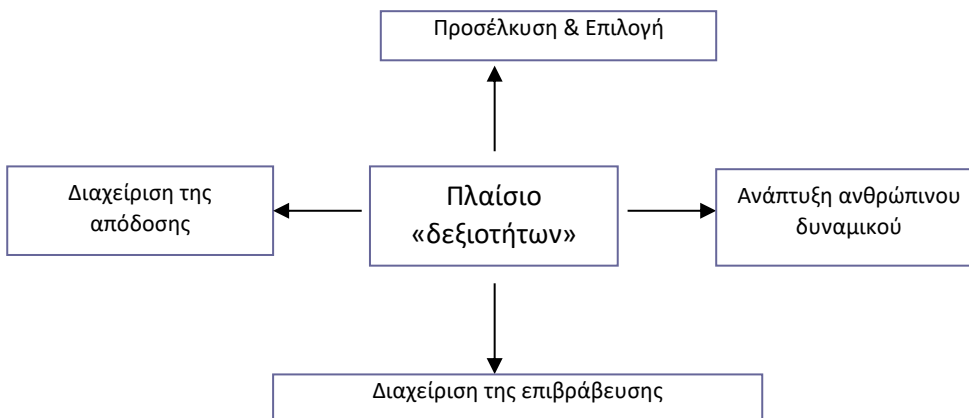 Προσέλκυση & Επιλογή
Διαχείριση της
απόδοσης
Πλαίσιο
«δεξιοτήτων»
Ανάπτυξη ανθρώπινου
δυναμικού
Διαχείριση της επιβράβευσης